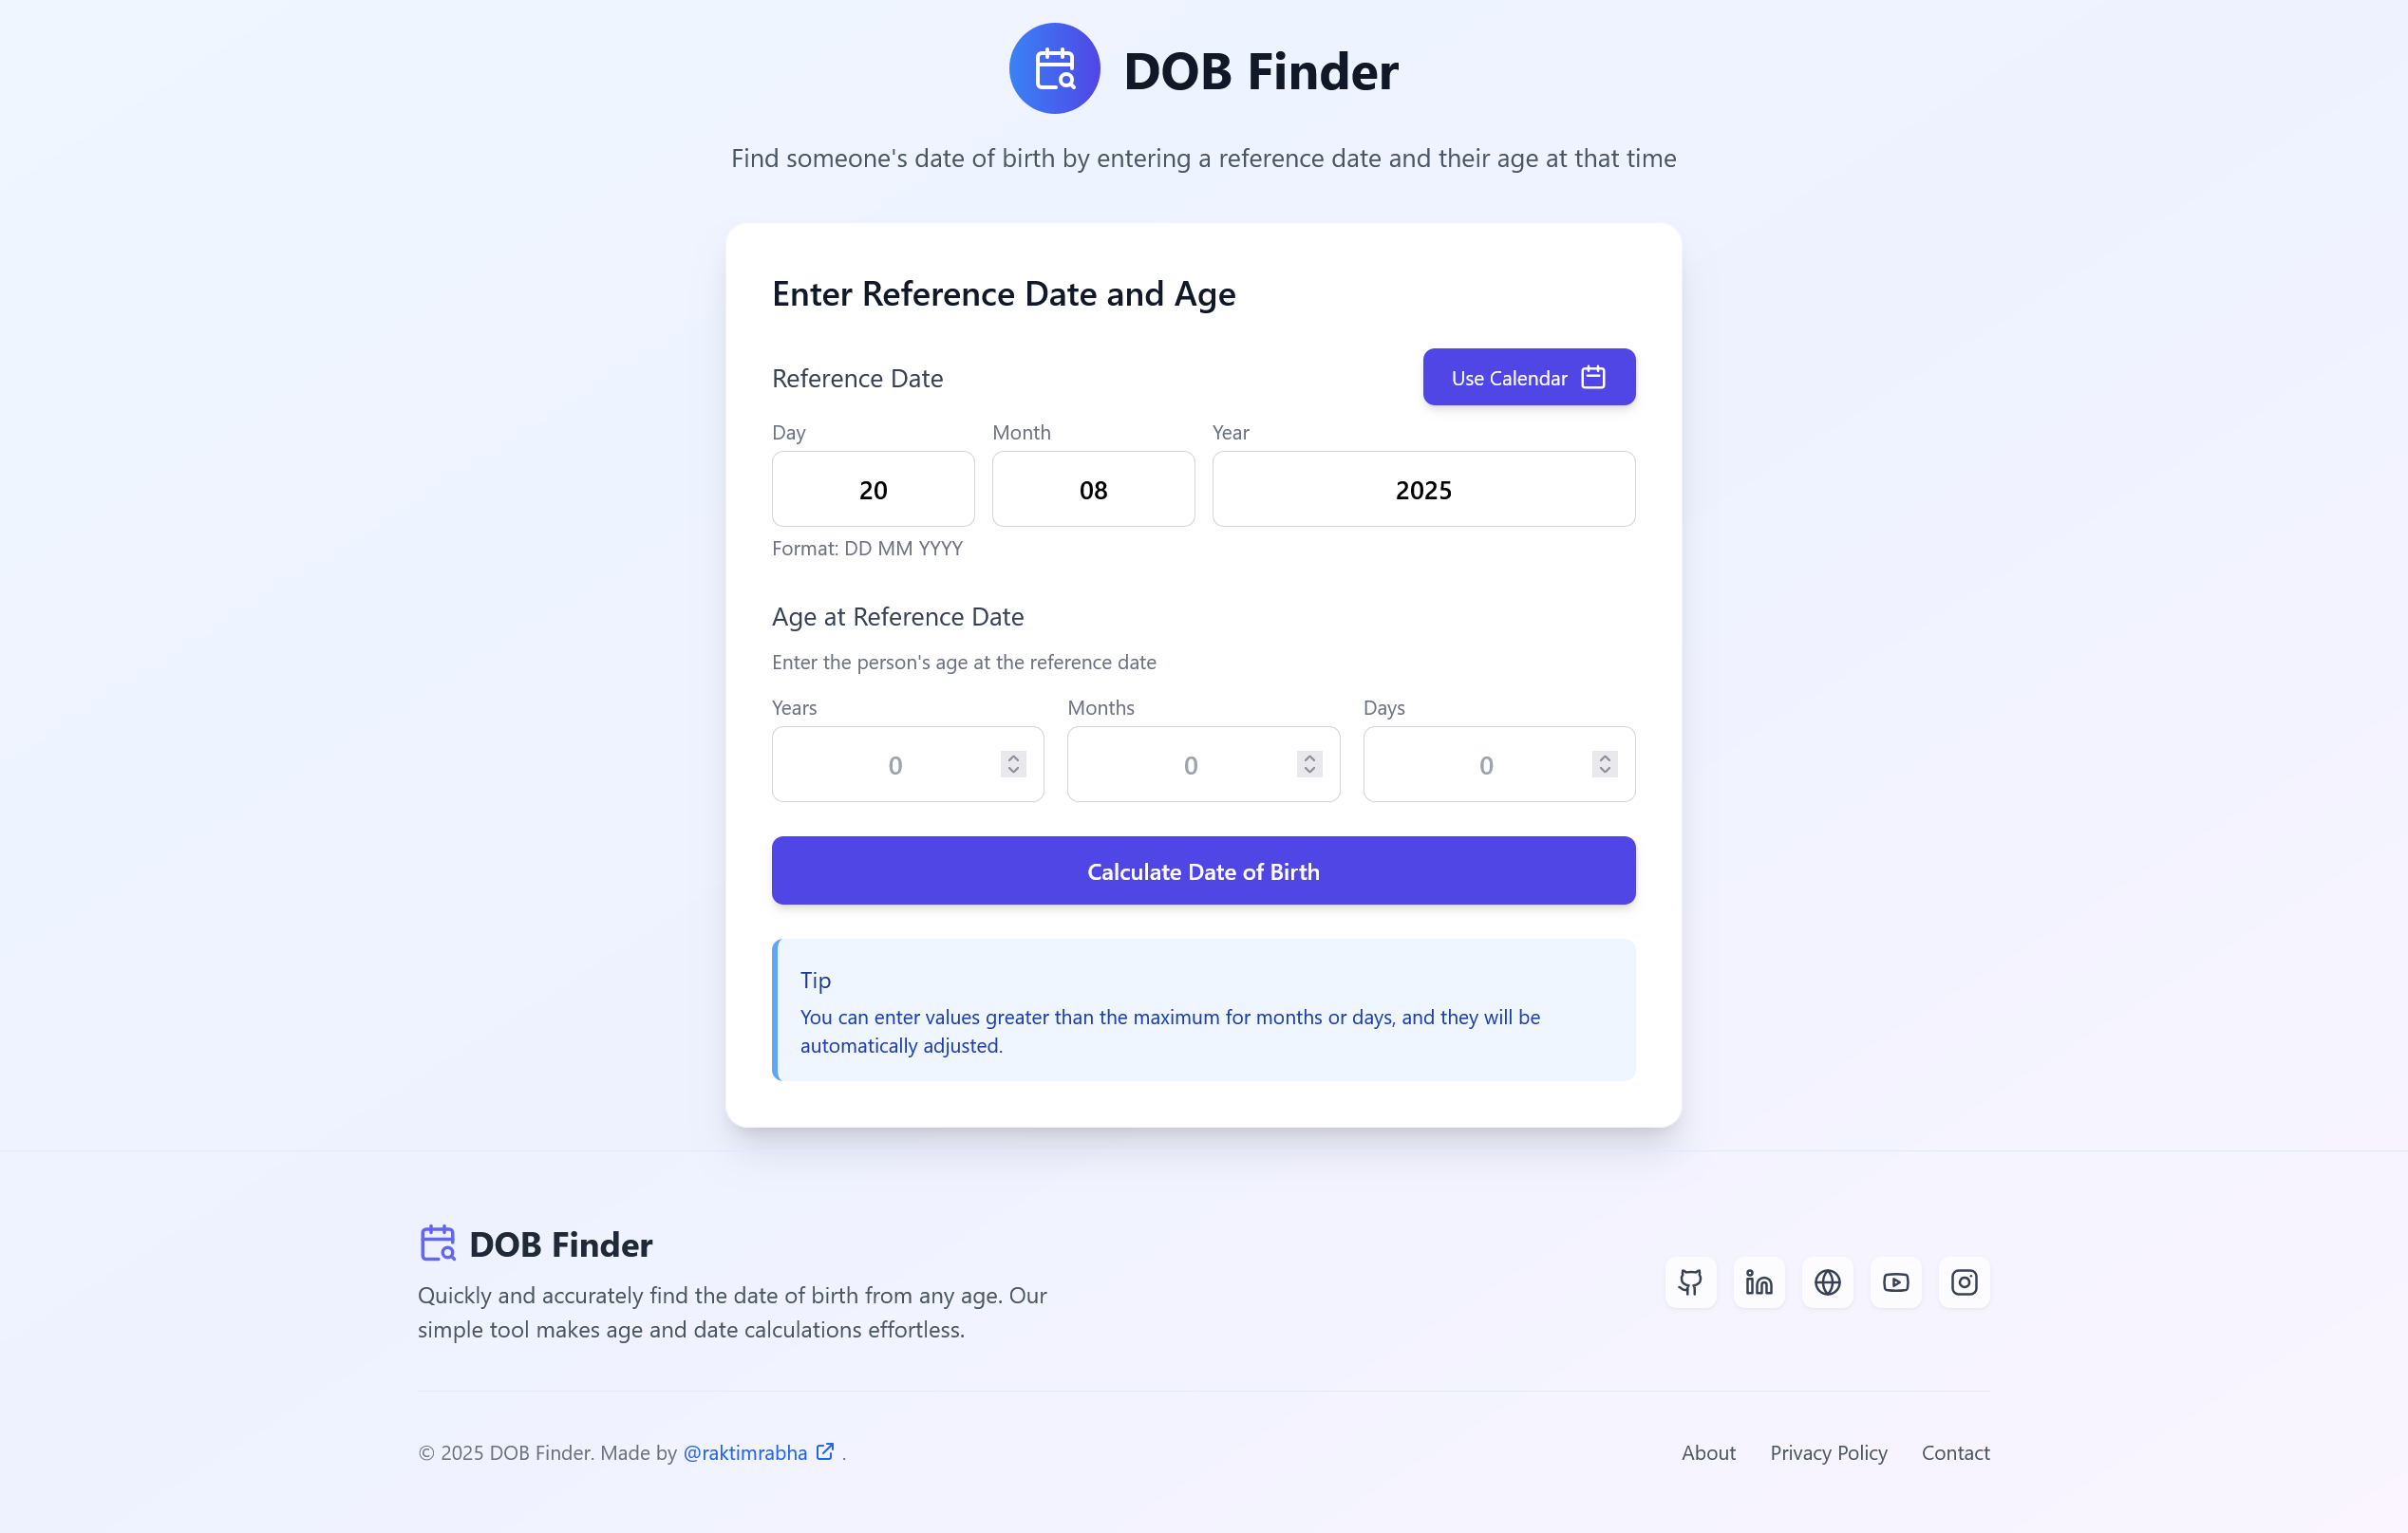 DOB Finder
Find someone's date of birth by entering a reference date and their age at that time
Enter Reference Date and Age
Reference Date
Use Calendar
Day
Month
Year
20
08
2025
Format: DD MM YYYY
Age at Reference Date
Enter the person's age at the reference date
Years
Months
Days
0
0
0
Calculate Date of Birth
Tip
You can enter values greater than the maximum for months or days, and they will be
automatically adjusted.
DOB Finder
Quickly and accurately find the date of birth from any age. Our
simple tool makes age and date calculations effortless.
© 2025 DOB Finder. Made by @raktimrabha .
About
Privacy Policy
Contact